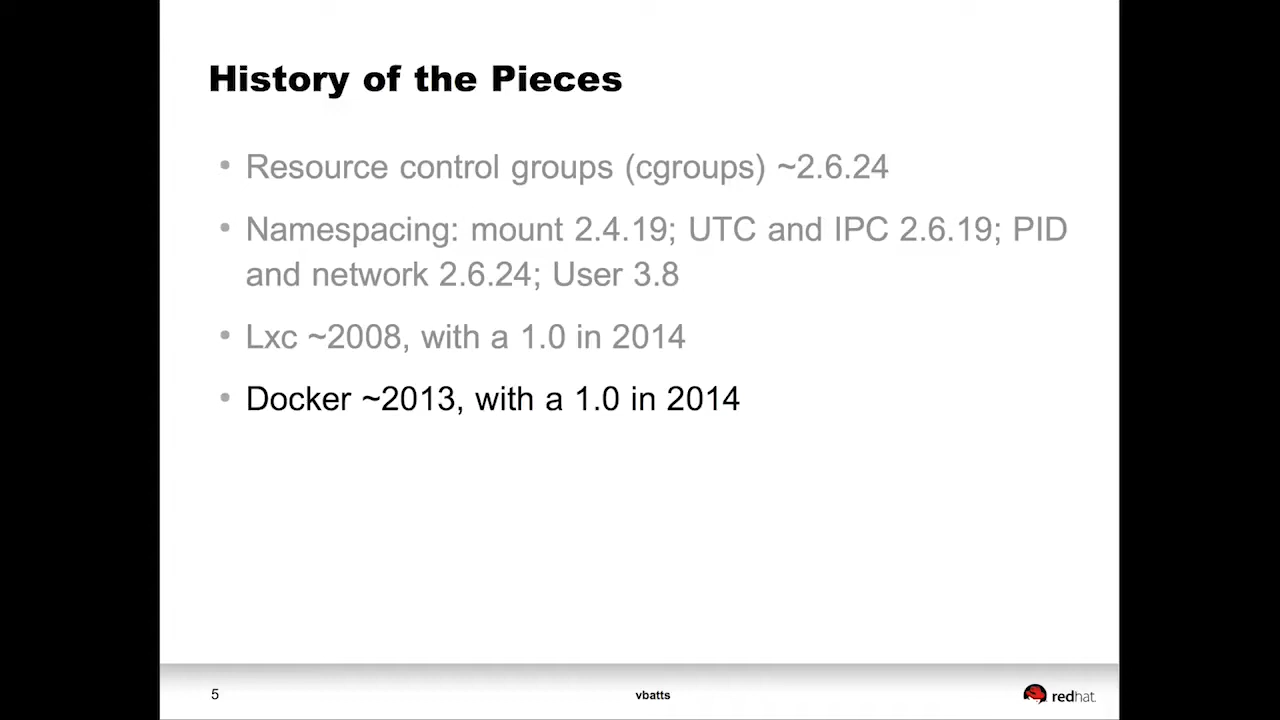 History of the Pieces
• Resource control groups (cgroups) ~2.6.24
• Namespacing: mount 2.4.19; UTC and IPC 2.6.19; PID
and network 2.6.24; User 3.8
• Lxc ~2008, with a 1.0 in 2014
• Docker ~2013, with a 1.0 in 2014
5
vbatts
redhat.